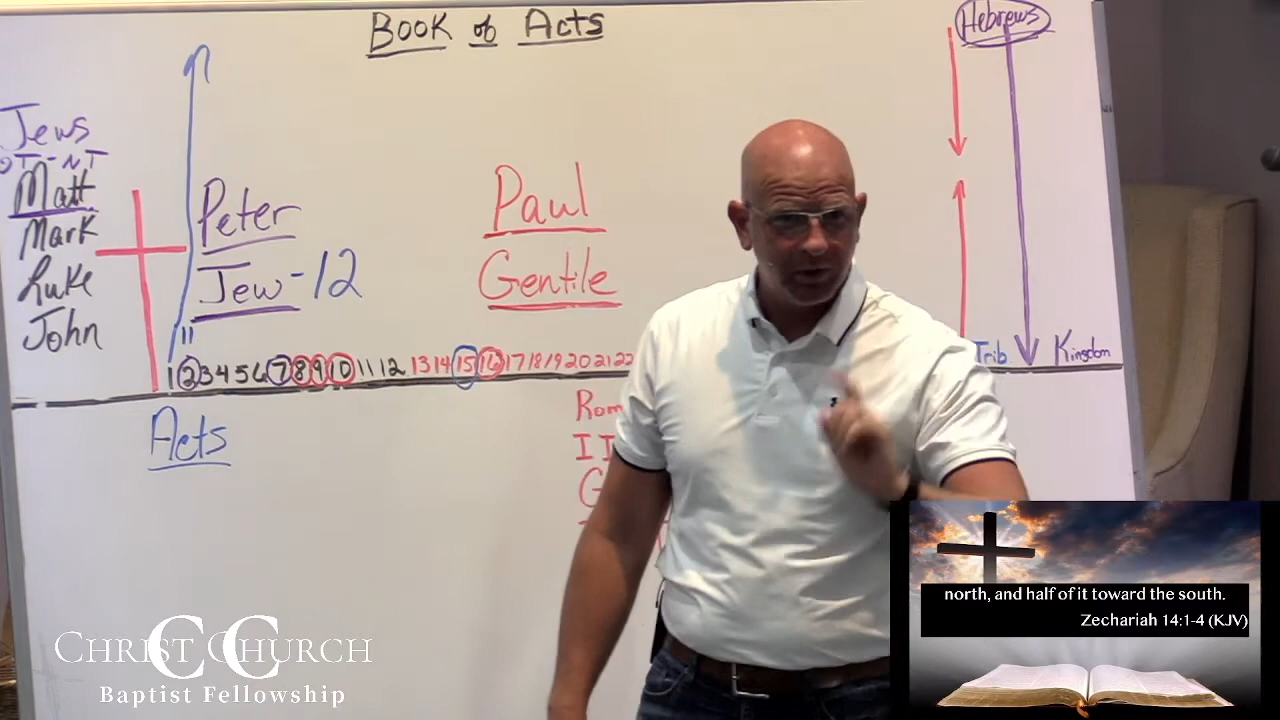 BOOK of Acts
Hebrews
Jews
OT-NT
Matt
Mark
Luke
John
Peter
Jew-12
Paul
Gentile
1 2 3 4 5 6 7 8 9 10 11 12 13 14 15 16 17 18 19 20 21 22
Trib
Kingdom
Acts
Rom
north, and half of it toward the south.
Zechariah 14:1-4 (KJV)
CHRIST CHURCH
CC
Baptist Fellowship